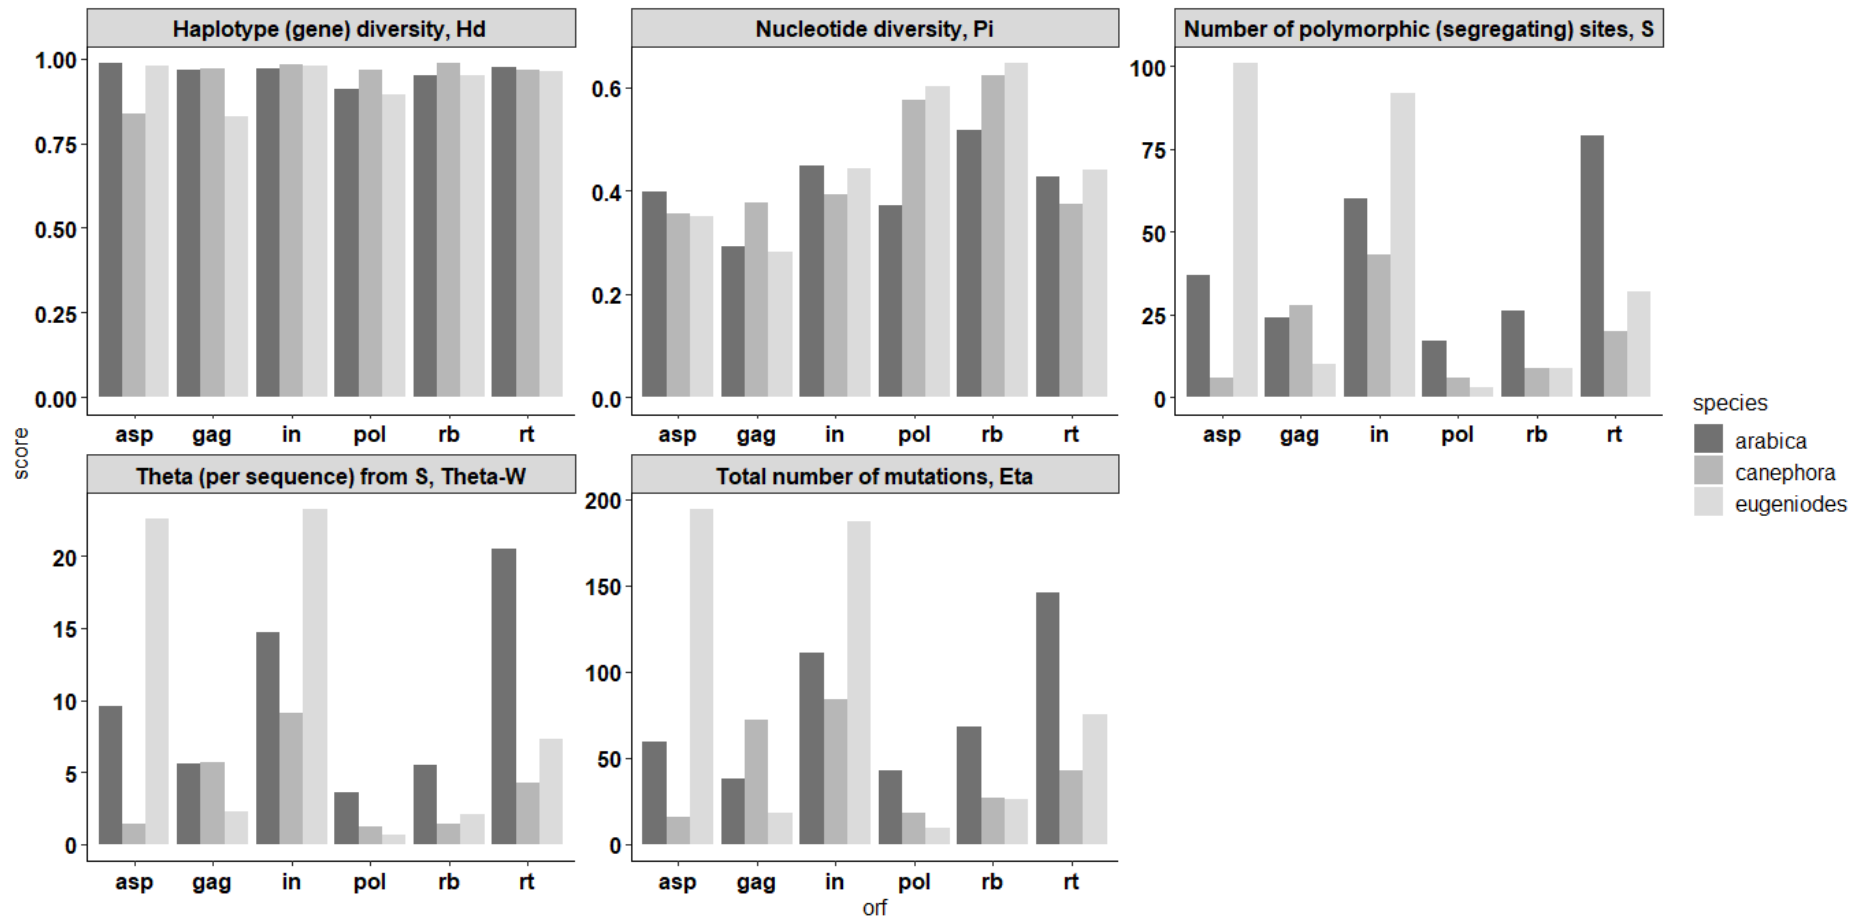 Haplotype (gene) diversity, Hd
Nucleotide diversity, Pi
Number of polymorphic (segregating) sites, S
1.00
0.75
0.50
0.25
0.00
asp gag in pol rb rt
0.6
0.4
0.2
0.0
asp gag in pol rb rt
100
75
50
25
0
asp gag in pol rb rt
score
Theta (per sequence) from S, Theta-W
Total number of mutations, Eta
20
15
10
5
0
asp gag in pol rb rt
200
150
100
50
0
asp gag in pol rb rt
orf
species
arabica
canephora
eugeniodes